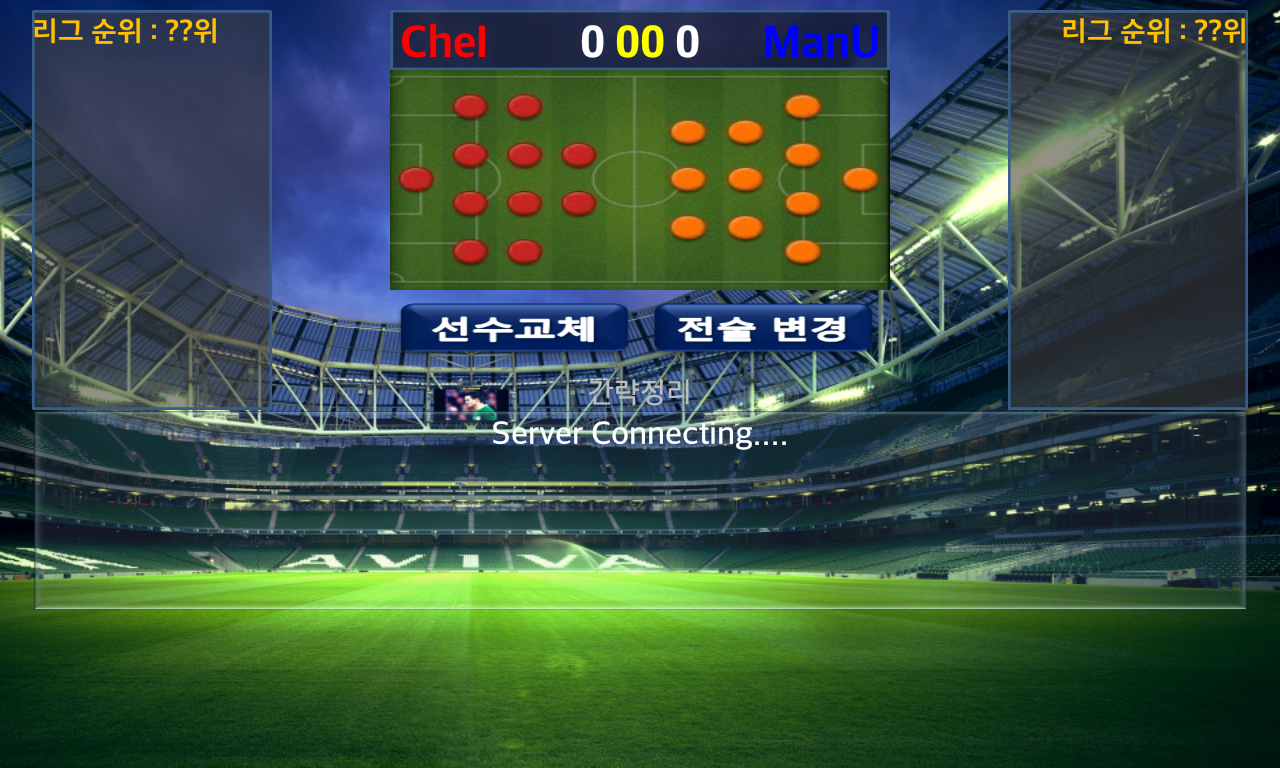 리그 순위 : ??위
Chel 0 00 0 ManU
리그 순위 : ??위
선수교체 전술 변경
간략정리
Server Connecting....
AVIVA